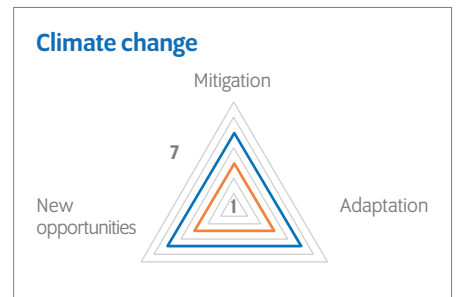 Climate change
Mitigation
7
1
New
opportunities
Adaptation